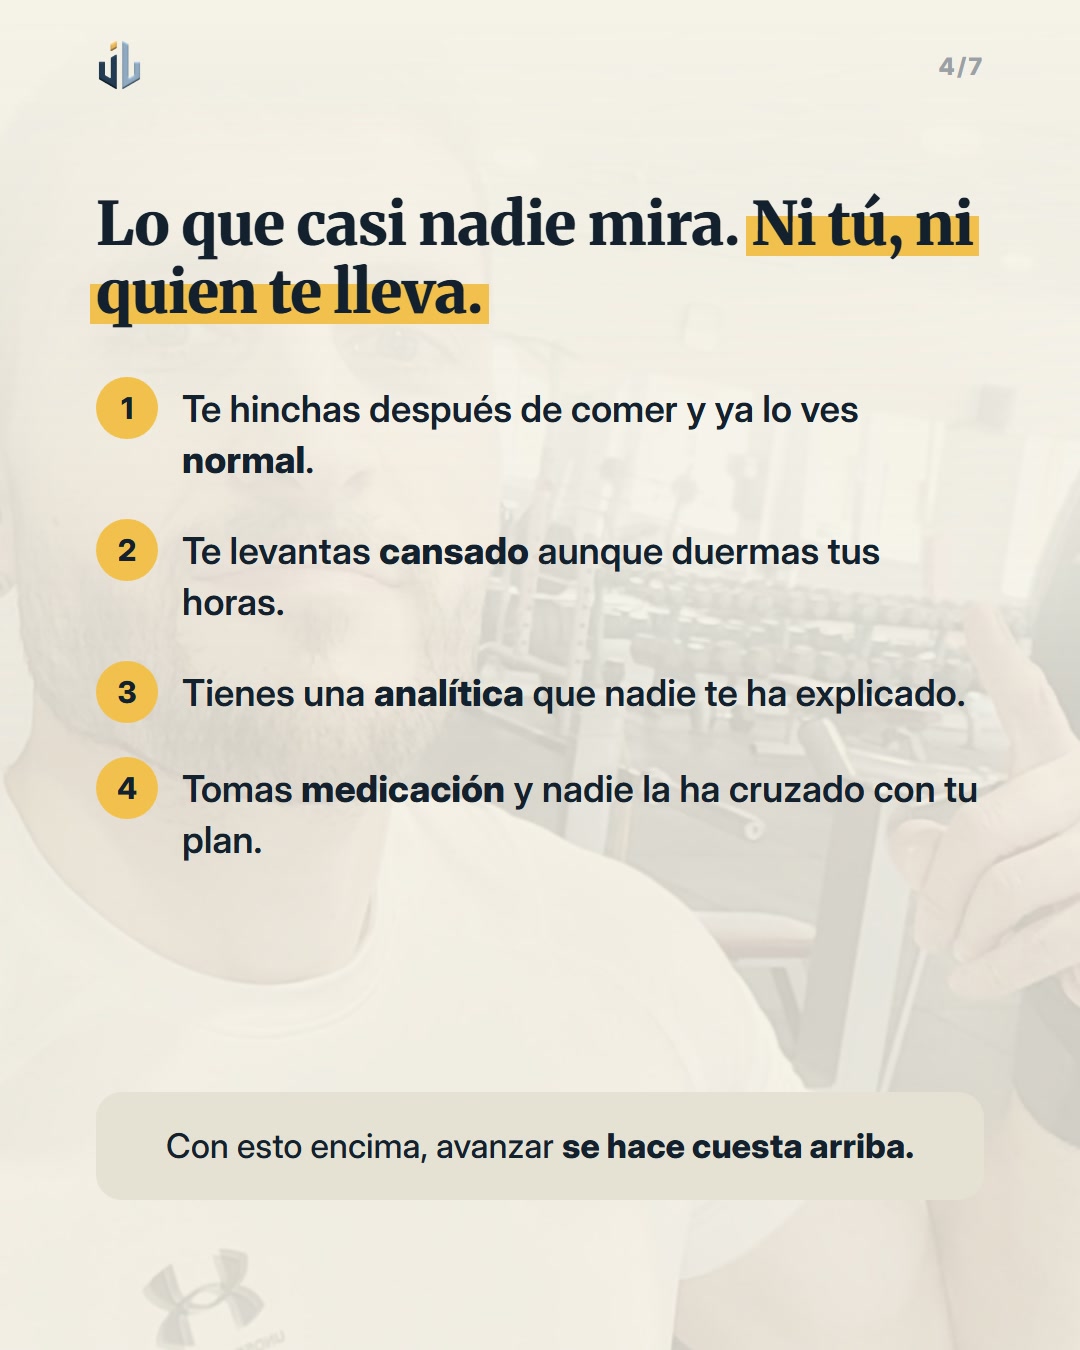 4/7
Lo que casi nadie mira. Ni tú, ni
quien te lleva.
1 Te hinchas después de comer y ya lo ves
normal.
2 Te levantas cansado aunque duermas tus
horas.
3 Tienes una analítica que nadie te ha explicado.
4 Tomas medicación y nadie la ha cruzado con tu
plan.
Con esto encima, avanzar se hace cuesta arriba.